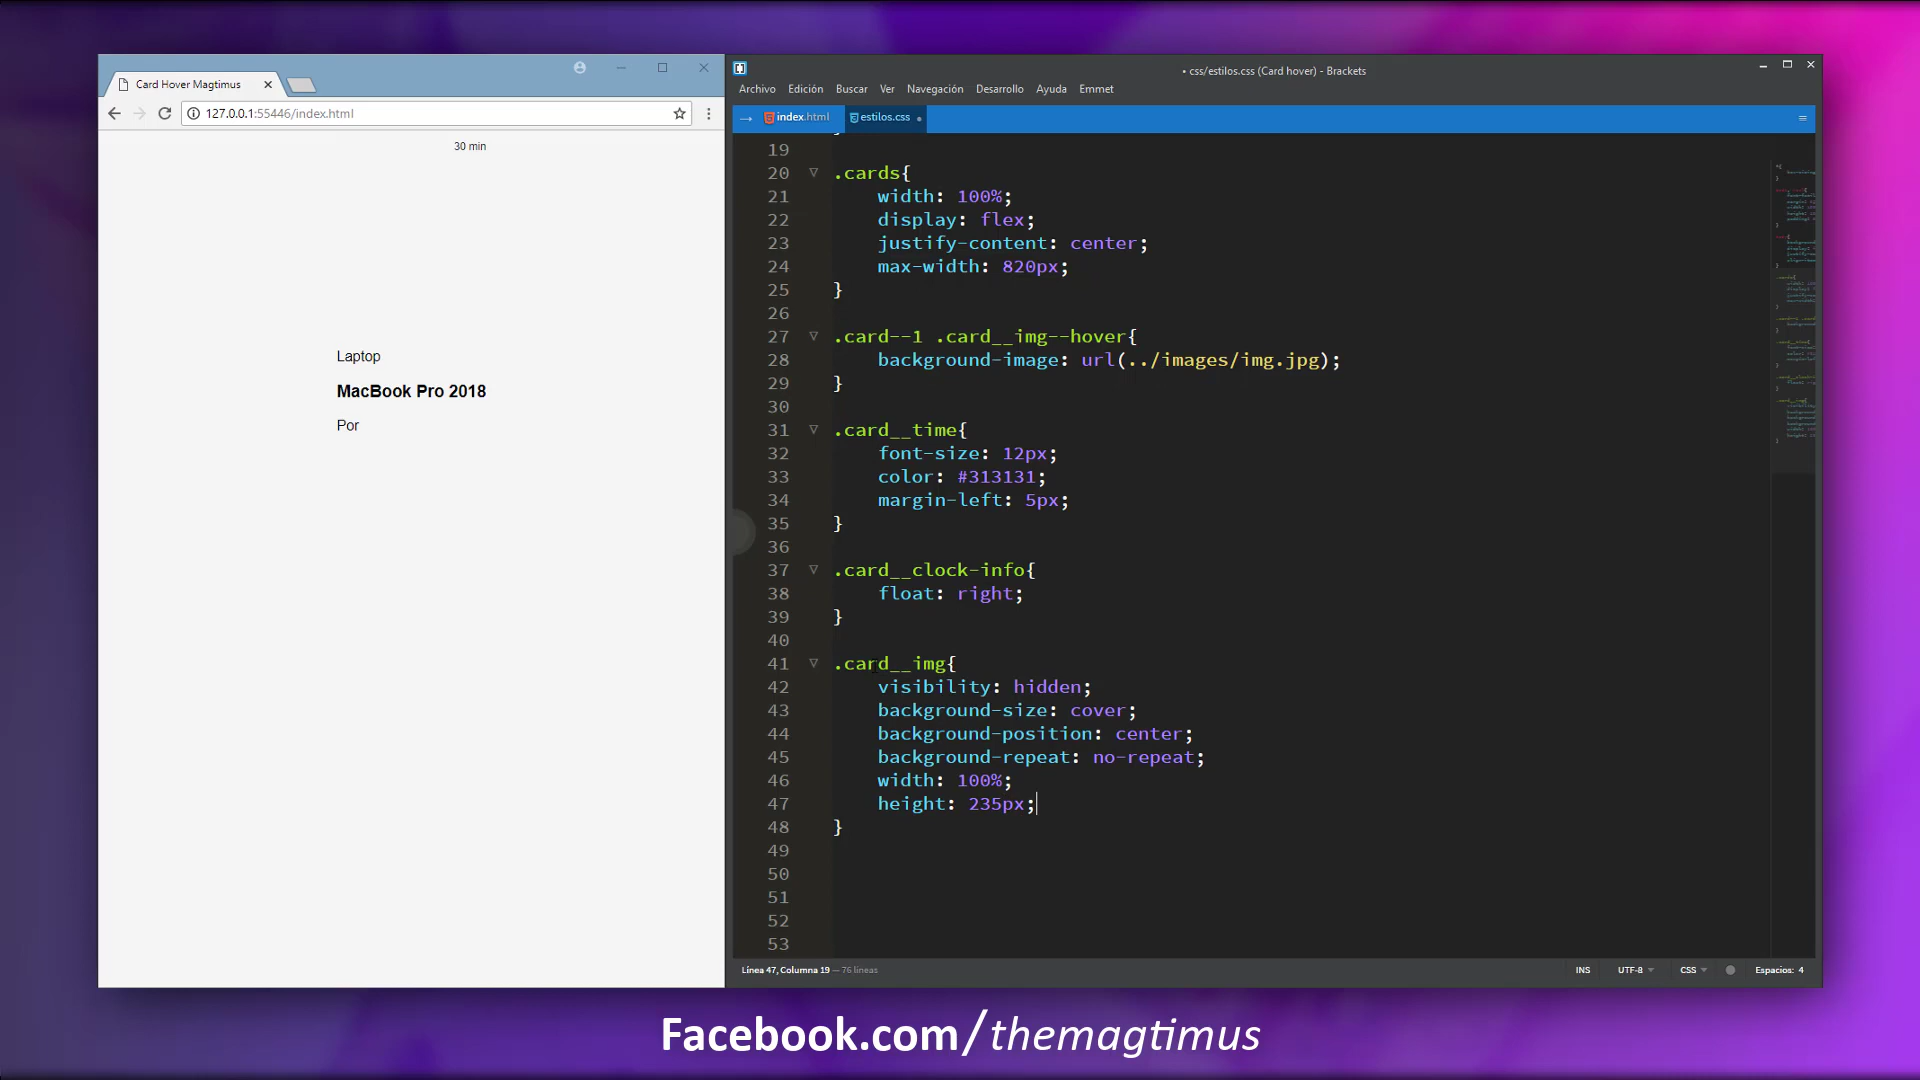 Card Hover Magtimus
127.0.0.1:55446/index.html
30 min
Laptop
MacBook Pro 2018
Por
• css/estilos.css (Card hover) - Brackets
Archivo Edición Buscar Ver Navegación Desarrollo Ayuda Emmet
index.html estilos.css
19
20 .cards{
21 width: 100%;
22 display: flex;
23 justify-content: center;
24 max-width: 820px;
25 }
26
27 .card--1 .card__img--hover{
28 background-image: url(../images/img.jpg);
29 }
30
31 .card__time{
32 font-size: 12px;
33 color: #313131;
34 margin-left: 5px;
35 }
36
37 .card__clock-info{
38 float: right;
39 }
40
41 .card__img{
42 visibility: hidden;
43 background-size: cover;
44 background-position: center;
45 background-repeat: no-repeat;
46 width: 100%;
47 height: 235px;
48 }
49
50
51
52
53
Línea 47, Columna 19 — 76 líneas INS UTF-8 CSS Espacios: 4
Facebook.com/themagtimus